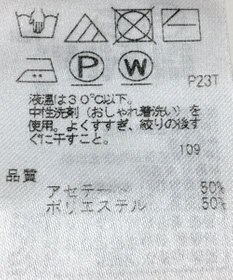 P W
P23T
液温は30℃以下。
中性洗剤(おしゃれ着洗い)を
使用。よくすすぎ、絞りの後す
ぐに干すこと。
109
品質
アセテート 50%
ポリエステル 50%